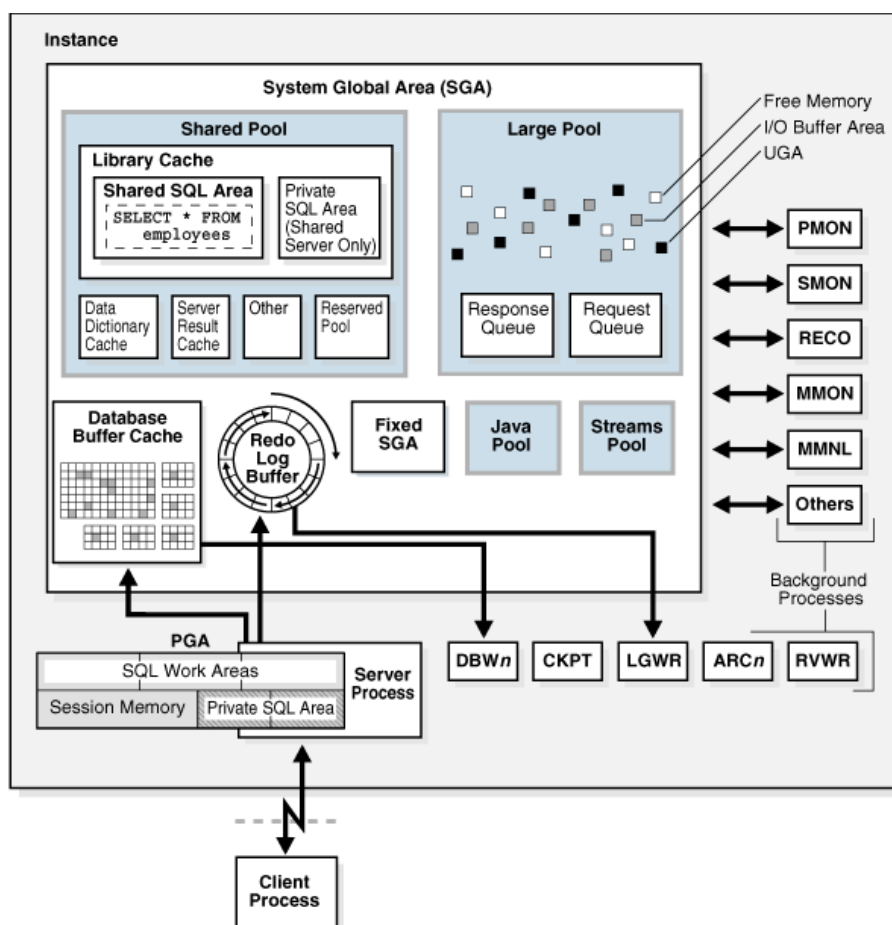 Instance
System Global Area (SGA)
Shared Pool
Library Cache
Shared SQL Area
SELECT * FROM
employees
Private
SQL Area
(Shared
Server Only)
Data
Dictionary
Cache
Server
Result
Cache
Other
Reserved
Pool
Large Pool
Response
Queue
Request
Queue
Free Memory
I/O Buffer Area
UGA
Database
Buffer Cache
Redo
Log
Buffer
Fixed
SGA
Java
Pool
Streams
Pool
PMON
SMON
RECO
MMON
MMNL
Others
Background
Processes
PGA
SQL Work Areas
Session Memory
Private SQL Area
Server
Process
DBWn
CKPT
LGWR
ARCn
RVWR
Client
Process